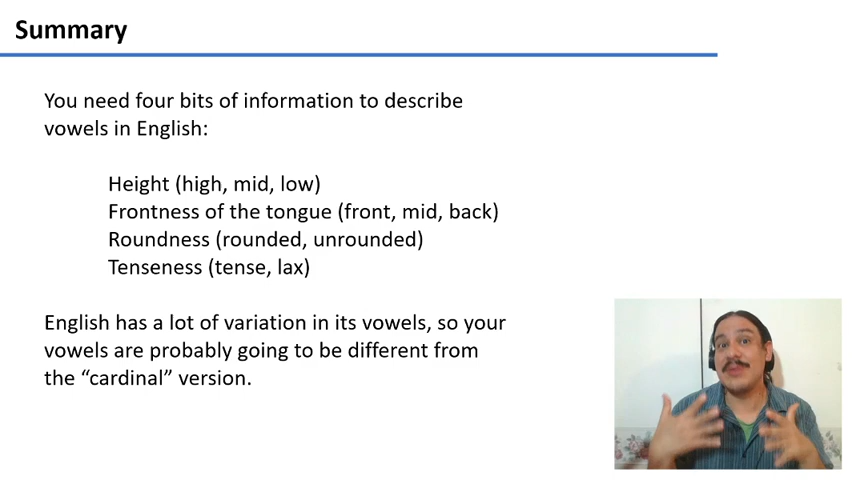 Summary
You need four bits of information to describe
vowels in English:
Height (high, mid, low)
Frontness of the tongue (front, mid, back)
Roundness (rounded, unrounded)
Tenseness (tense, lax)
English has a lot of variation in its vowels, so your
vowels are probably going to be different from
the “cardinal” version.